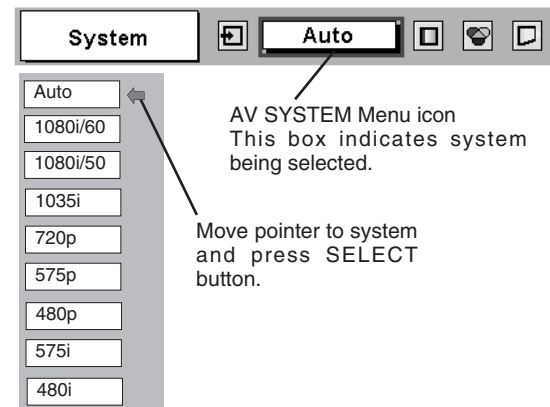 System
Auto
Auto
1080i/60
1080i/50
1035i
720p
575p
480p
575i
480i
AV SYSTEM Menu icon
This box indicates system
being selected.
Move pointer to system
and press SELECT
button.